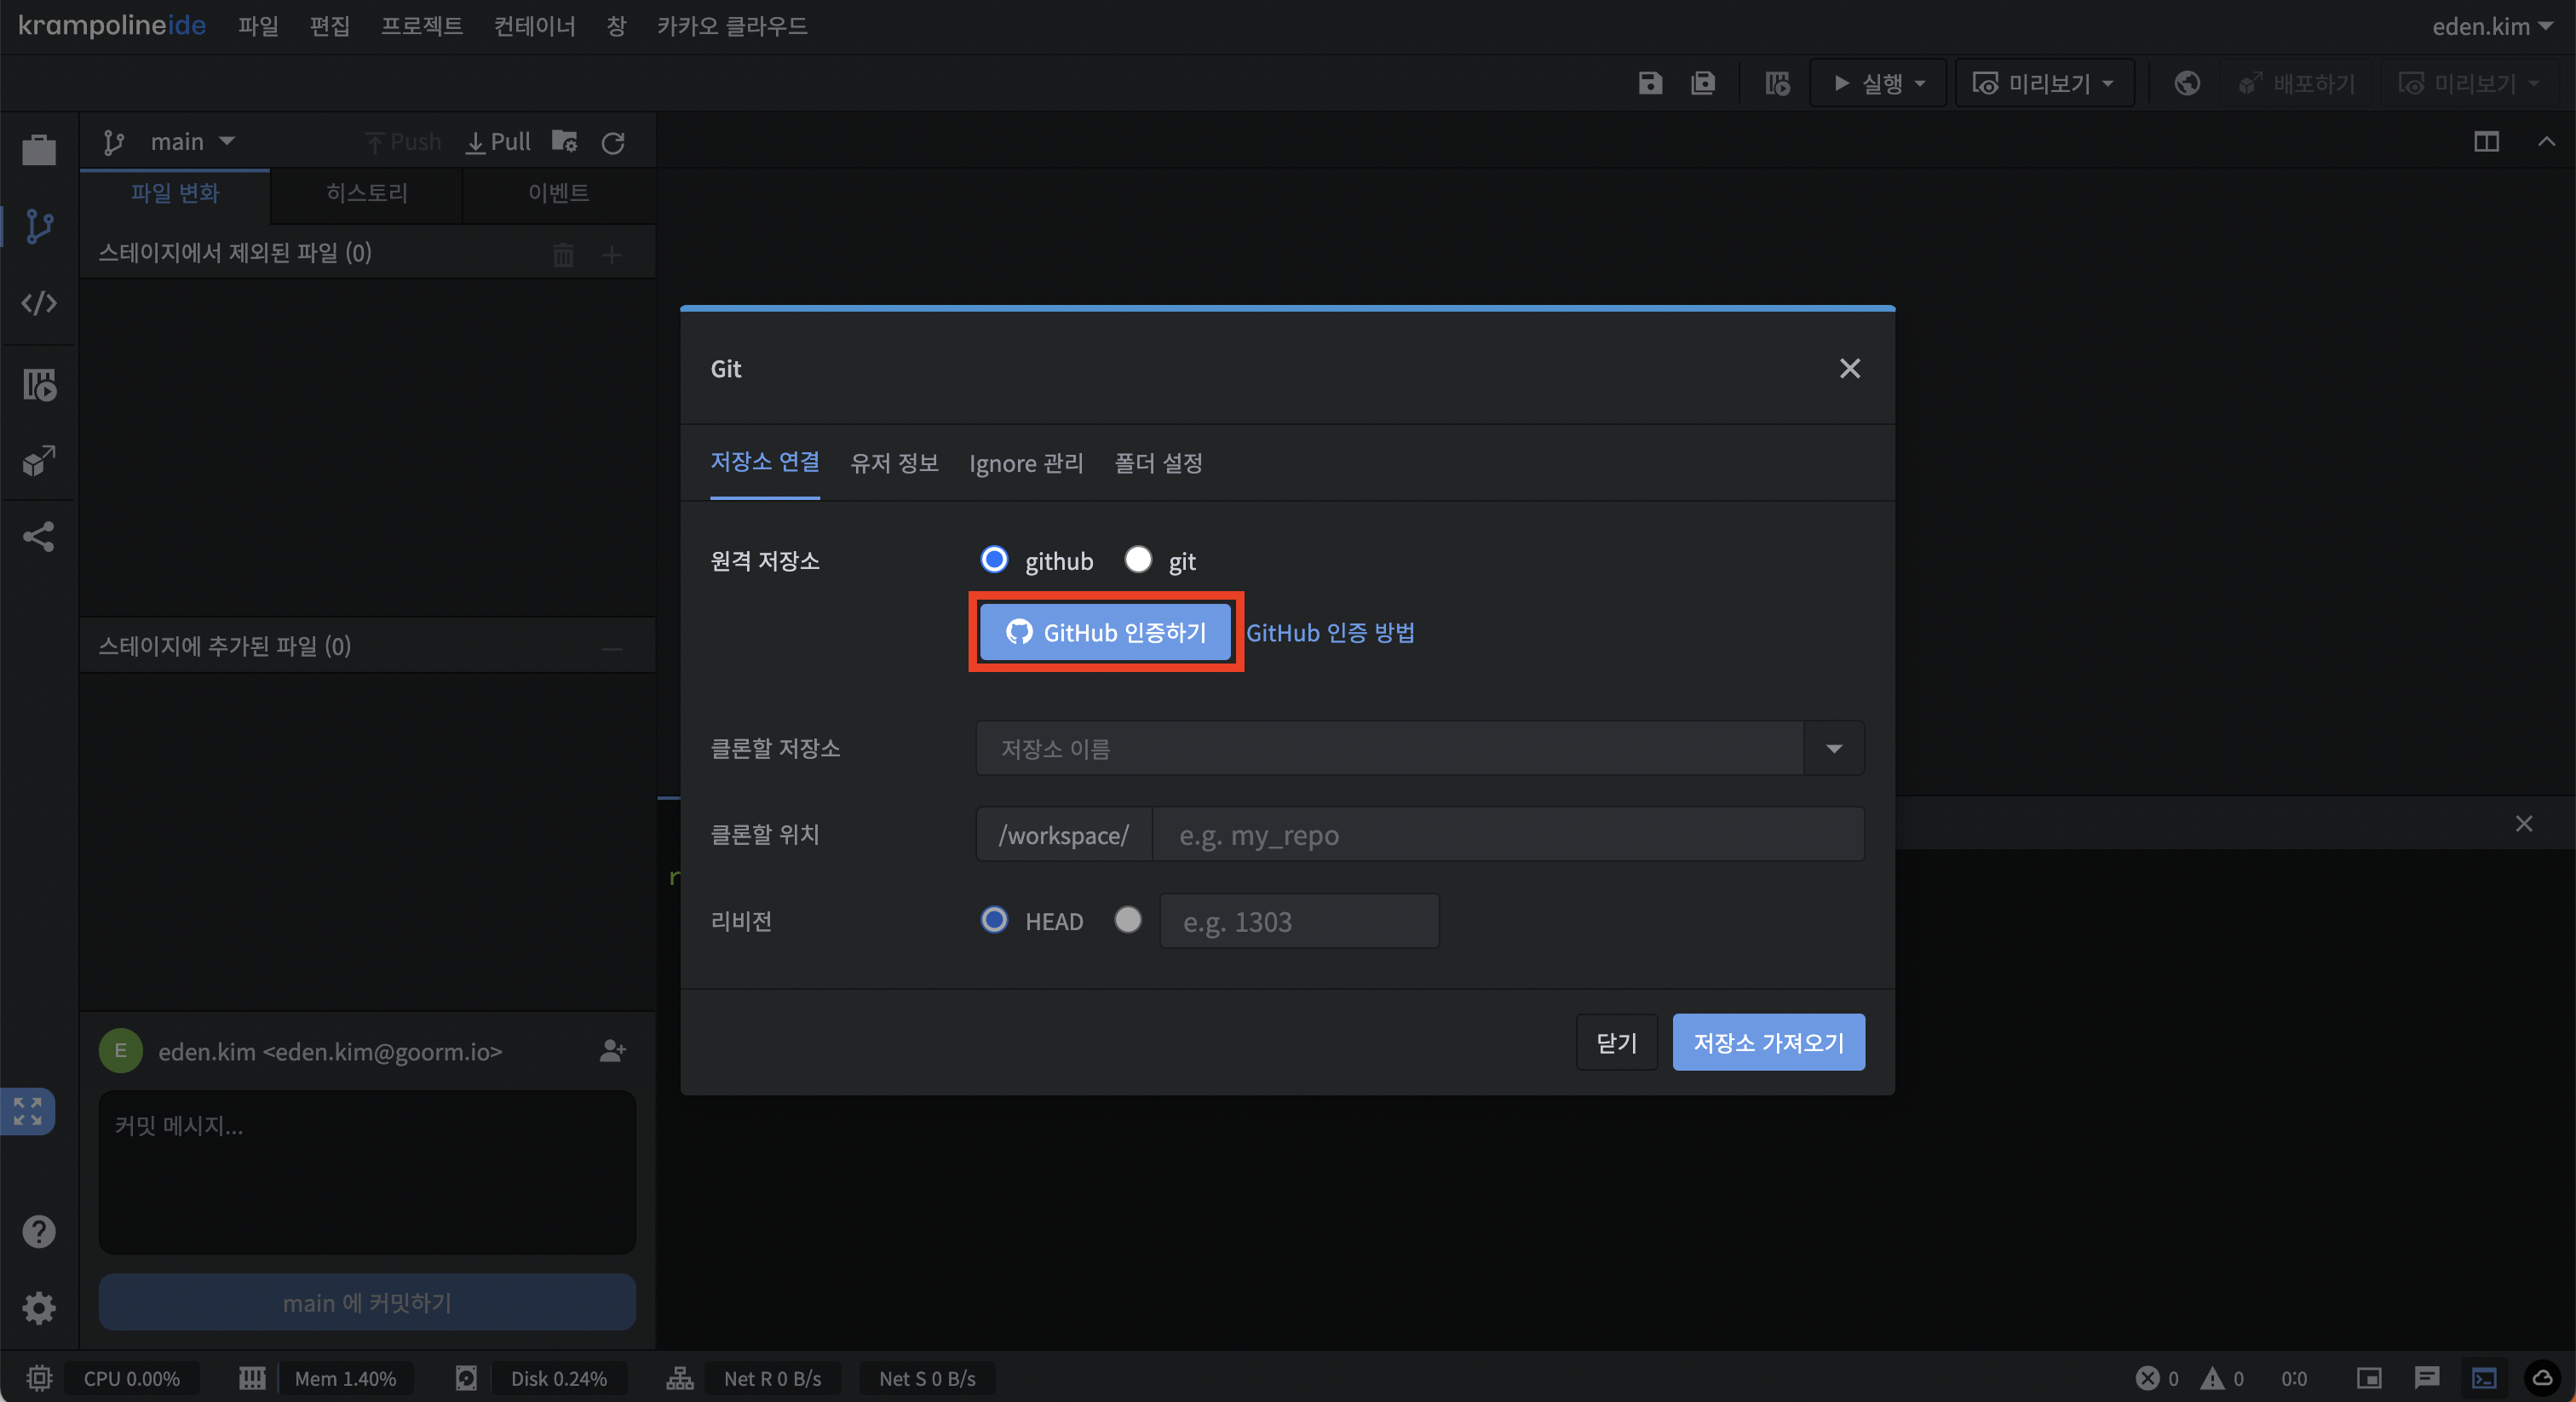 krampolineide 파일 편집 프로젝트 컨테이너 창 카카오 클라우드 eden.kim
실행 미리보기 배포하기 미리보기
main Push Pull
파일 변화 히스토리 이벤트
스테이지에서 제외된 파일 (0)
Git
저장소 연결 유저 정보 Ignore 관리 폴더 설정
원격 저장소 github git
GitHub 인증하기 GitHub 인증 방법
스테이지에 추가된 파일 (0)
클론할 저장소 저장소 이름
클론할 위치 /workspace/ e.g. my_repo
r
리비전 HEAD e.g. 1303
닫기 저장소 가져오기
E eden.kim <eden.kim@goorm.io>
커밋 메시지...
main 에 커밋하기
CPU 0.00% Mem 1.40% Disk 0.24% Net R 0 B/s Net S 0 B/s 0 0 0:0